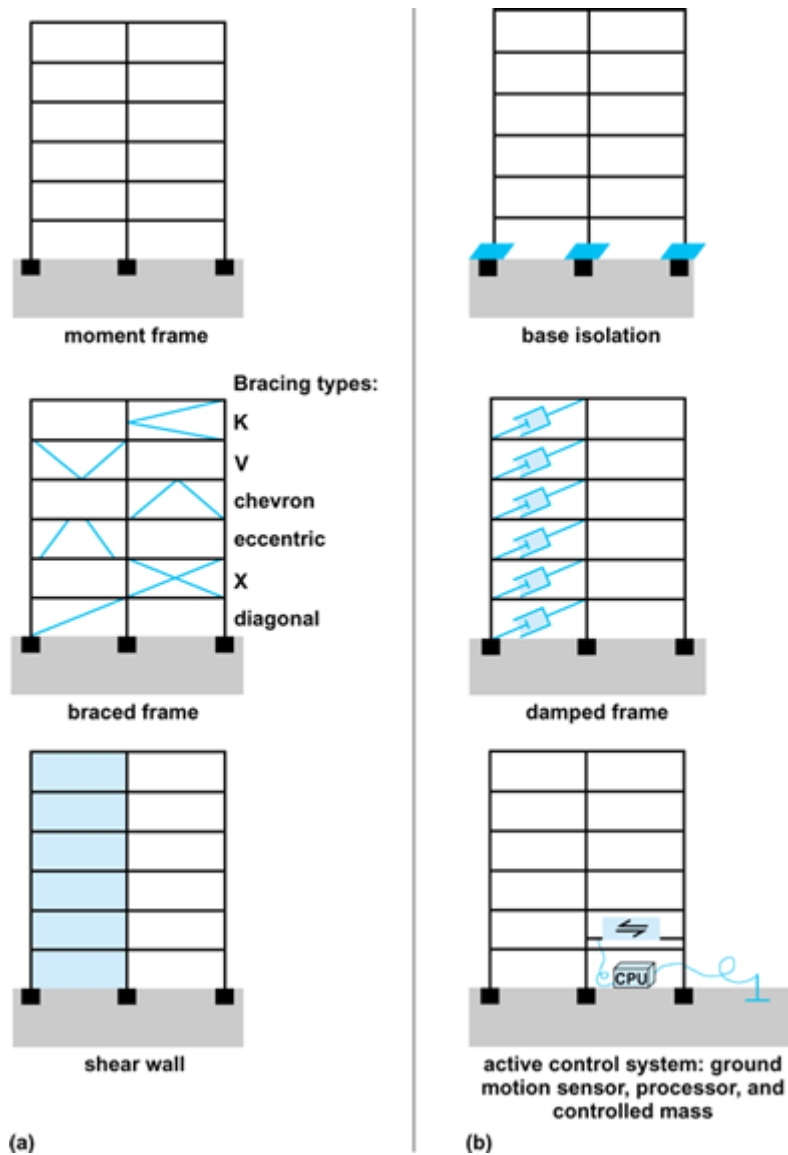 moment frame
Bracing types:
K
V
chevron
eccentric
X
diagonal
braced frame
shear wall
(a)
base isolation
damped frame
CPU
active control system: ground
motion sensor, processor, and
controlled mass
(b)